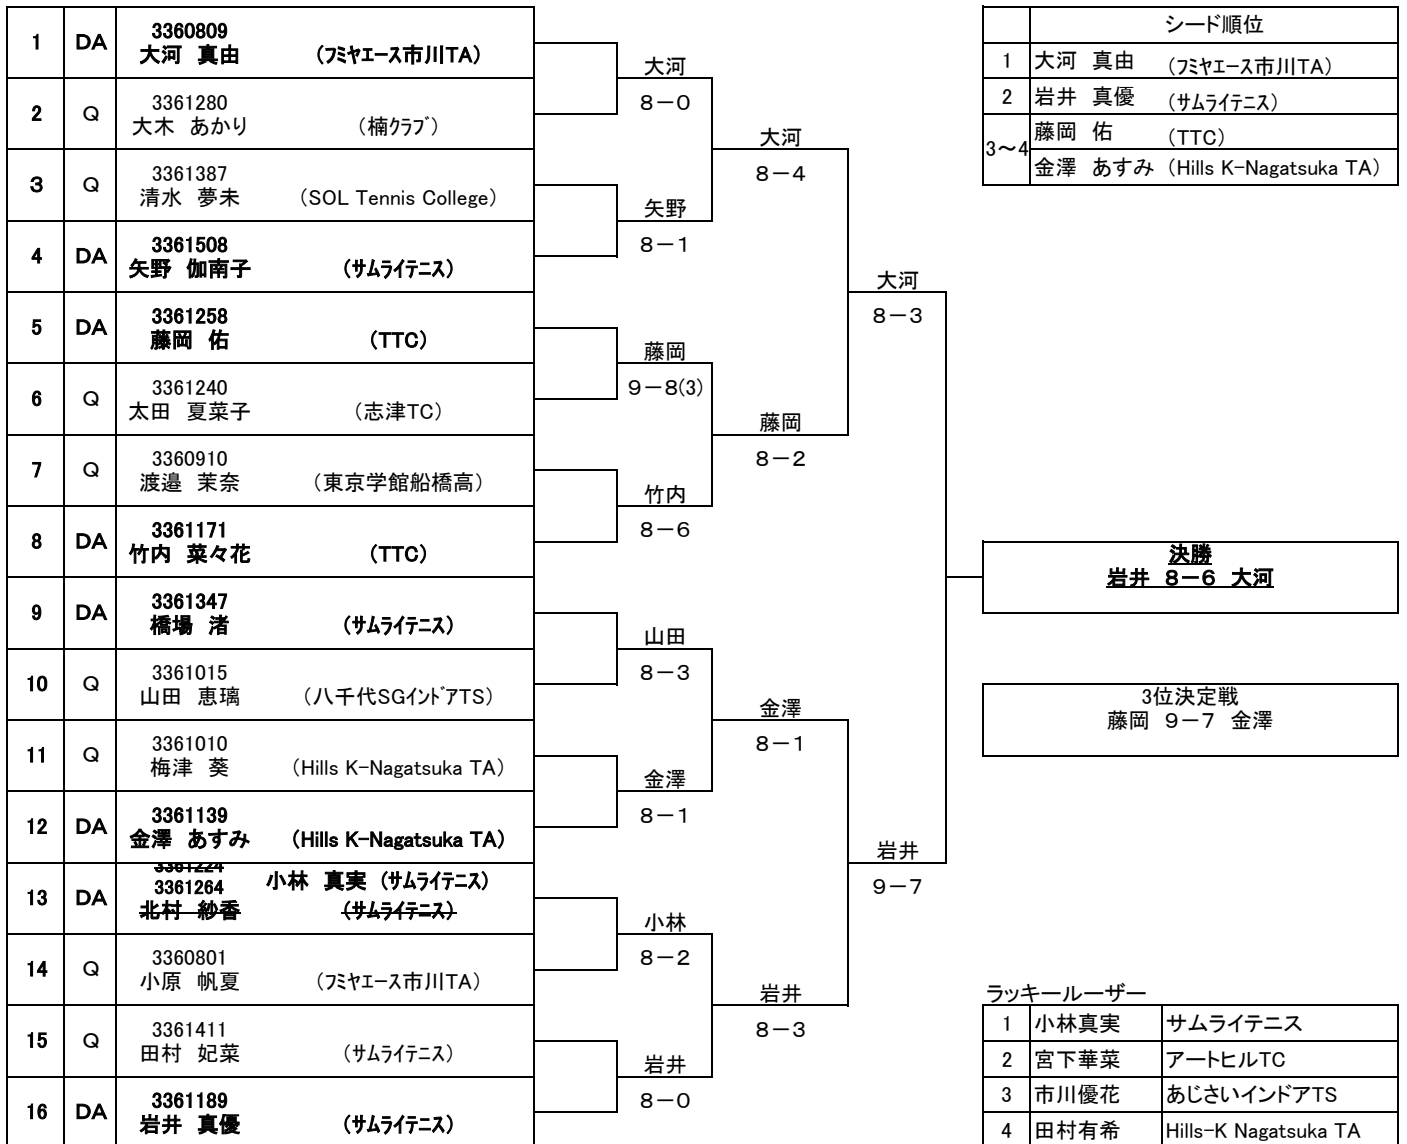 1 DA 3360809
大河 真由 (フミヤエース市川TA)
2 Q 3361280
大木 あかり (楠クラブ)
3 Q 3361387
清水 夢未 (SOL Tennis College)
4 DA 3361508
矢野 伽南子 (サムライテニス)
5 DA 3361258
藤岡 佑 (TTC)
6 Q 3361240
太田 夏菜子 (志津TC)
7 Q 3360910
渡邉 茉奈 (東京学館船橋高)
8 DA 3361171
竹内 菜々花 (TTC)
9 DA 3361347
橋場 渚 (サムライテニス)
10 Q 3361015
山田 恵璃 (八千代SGインドアTS)
11 Q 3361010
梅津 葵 (Hills K-Nagatsuka TA)
12 DA 3361139
金澤 あすみ (Hills K-Nagatsuka TA)
13 DA 3361224
3361264 小林 真実 (サムライテニス)
北村 紗香 (サムライテニス)
14 Q 3360801
小原 帆夏 (フミヤエース市川TA)
15 Q 3361411
田村 妃菜 (サムライテニス)
16 DA 3361189
岩井 真優 (サムライテニス)
大河
8-0
矢野
8-1
藤岡
9-8(3)
竹内
8-6
山田
8-3
金澤
8-1
小林
8-2
岩井
8-0
大河
8-4
藤岡
8-2
金澤
8-1
岩井
8-3
大河
8-3
岩井
9-7
シード順位
1 大河 真由 (フミヤエース市川TA)
2 岩井 真優 (サムライテニス)
3~4 藤岡 佑 (TTC)
金澤 あすみ (Hills K-Nagatsuka TA)
決勝
岩井 8-6 大河
3位決定戦
藤岡 9-7 金澤
ラッキールーザー
1 小林真実 サムライテニス
2 宮下華菜 アートヒルTC
3 市川優花 あじさいインドアTS
4 田村有希 Hills-K Nagatsuka TA